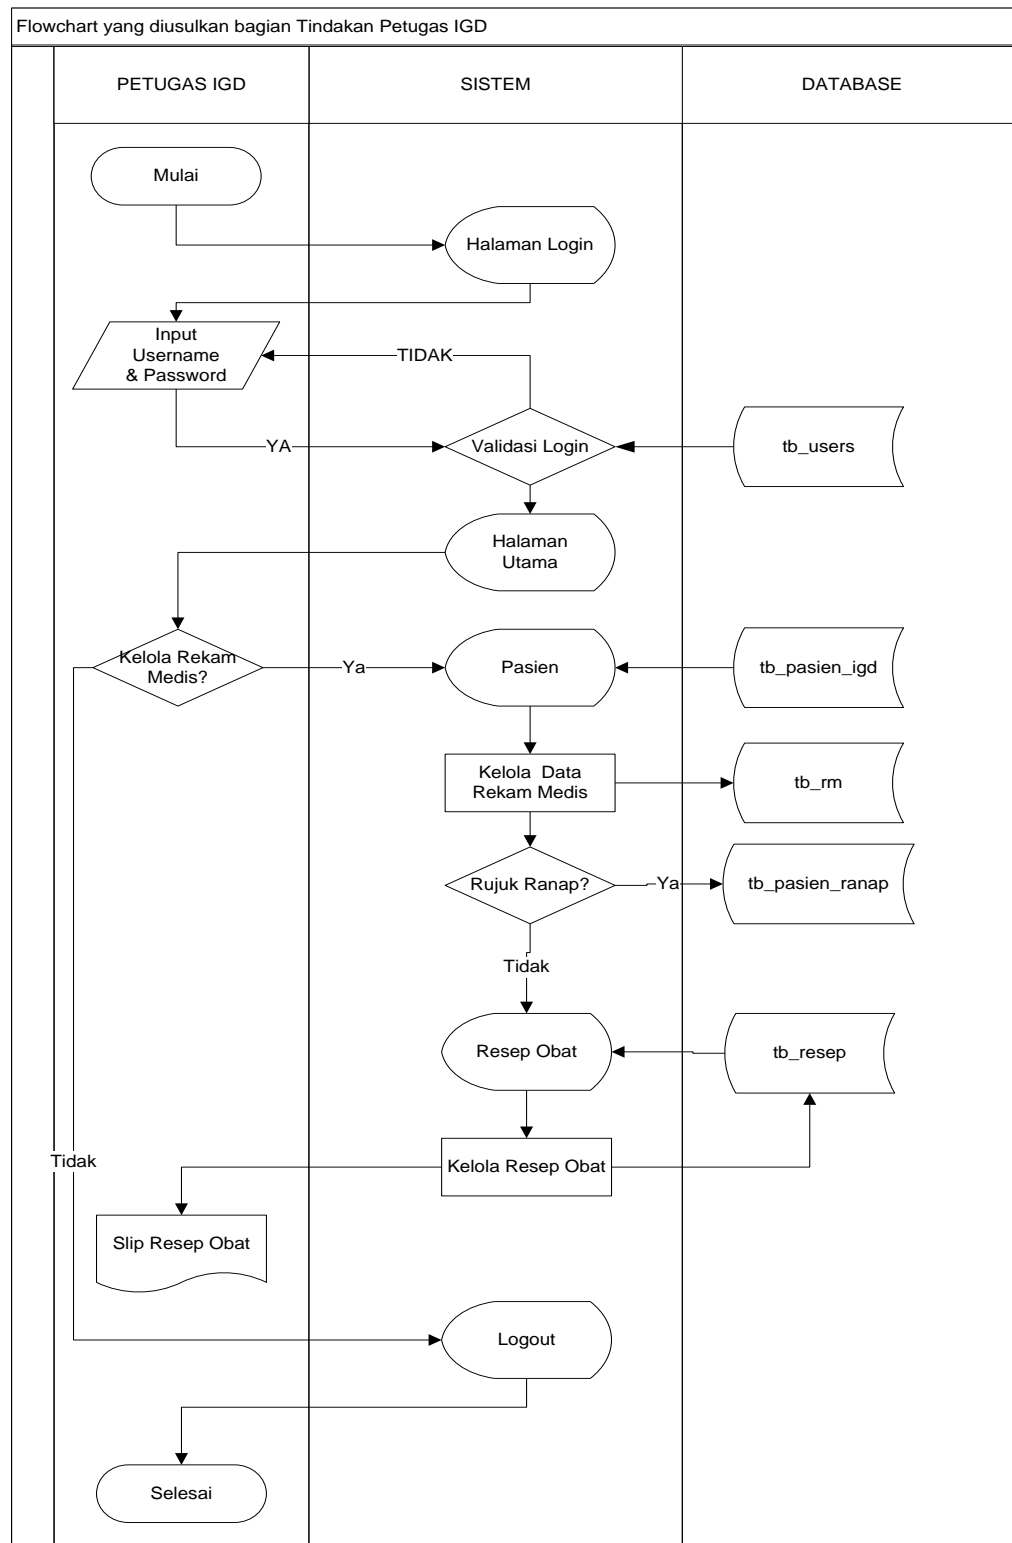 Flowchart yang diusulkan bagian Tindakan Petugas IGD
PETUGAS IGD
SISTEM
DATABASE
Mulai
Halaman Login
Input
Username
& Password
TIDAK
YA
Validasi Login
tb_users
Halaman
Utama
Kelola Rekam
Medis?
Ya
Pasien
tb_pasien_igd
Kelola Data
Rekam Medis
tb_rm
Rujuk Ranap?
Ya
tb_pasien_ranap
Tidak
Resep Obat
tb_resep
Tidak
Kelola Resep Obat
Slip Resep Obat
Logout
Selesai